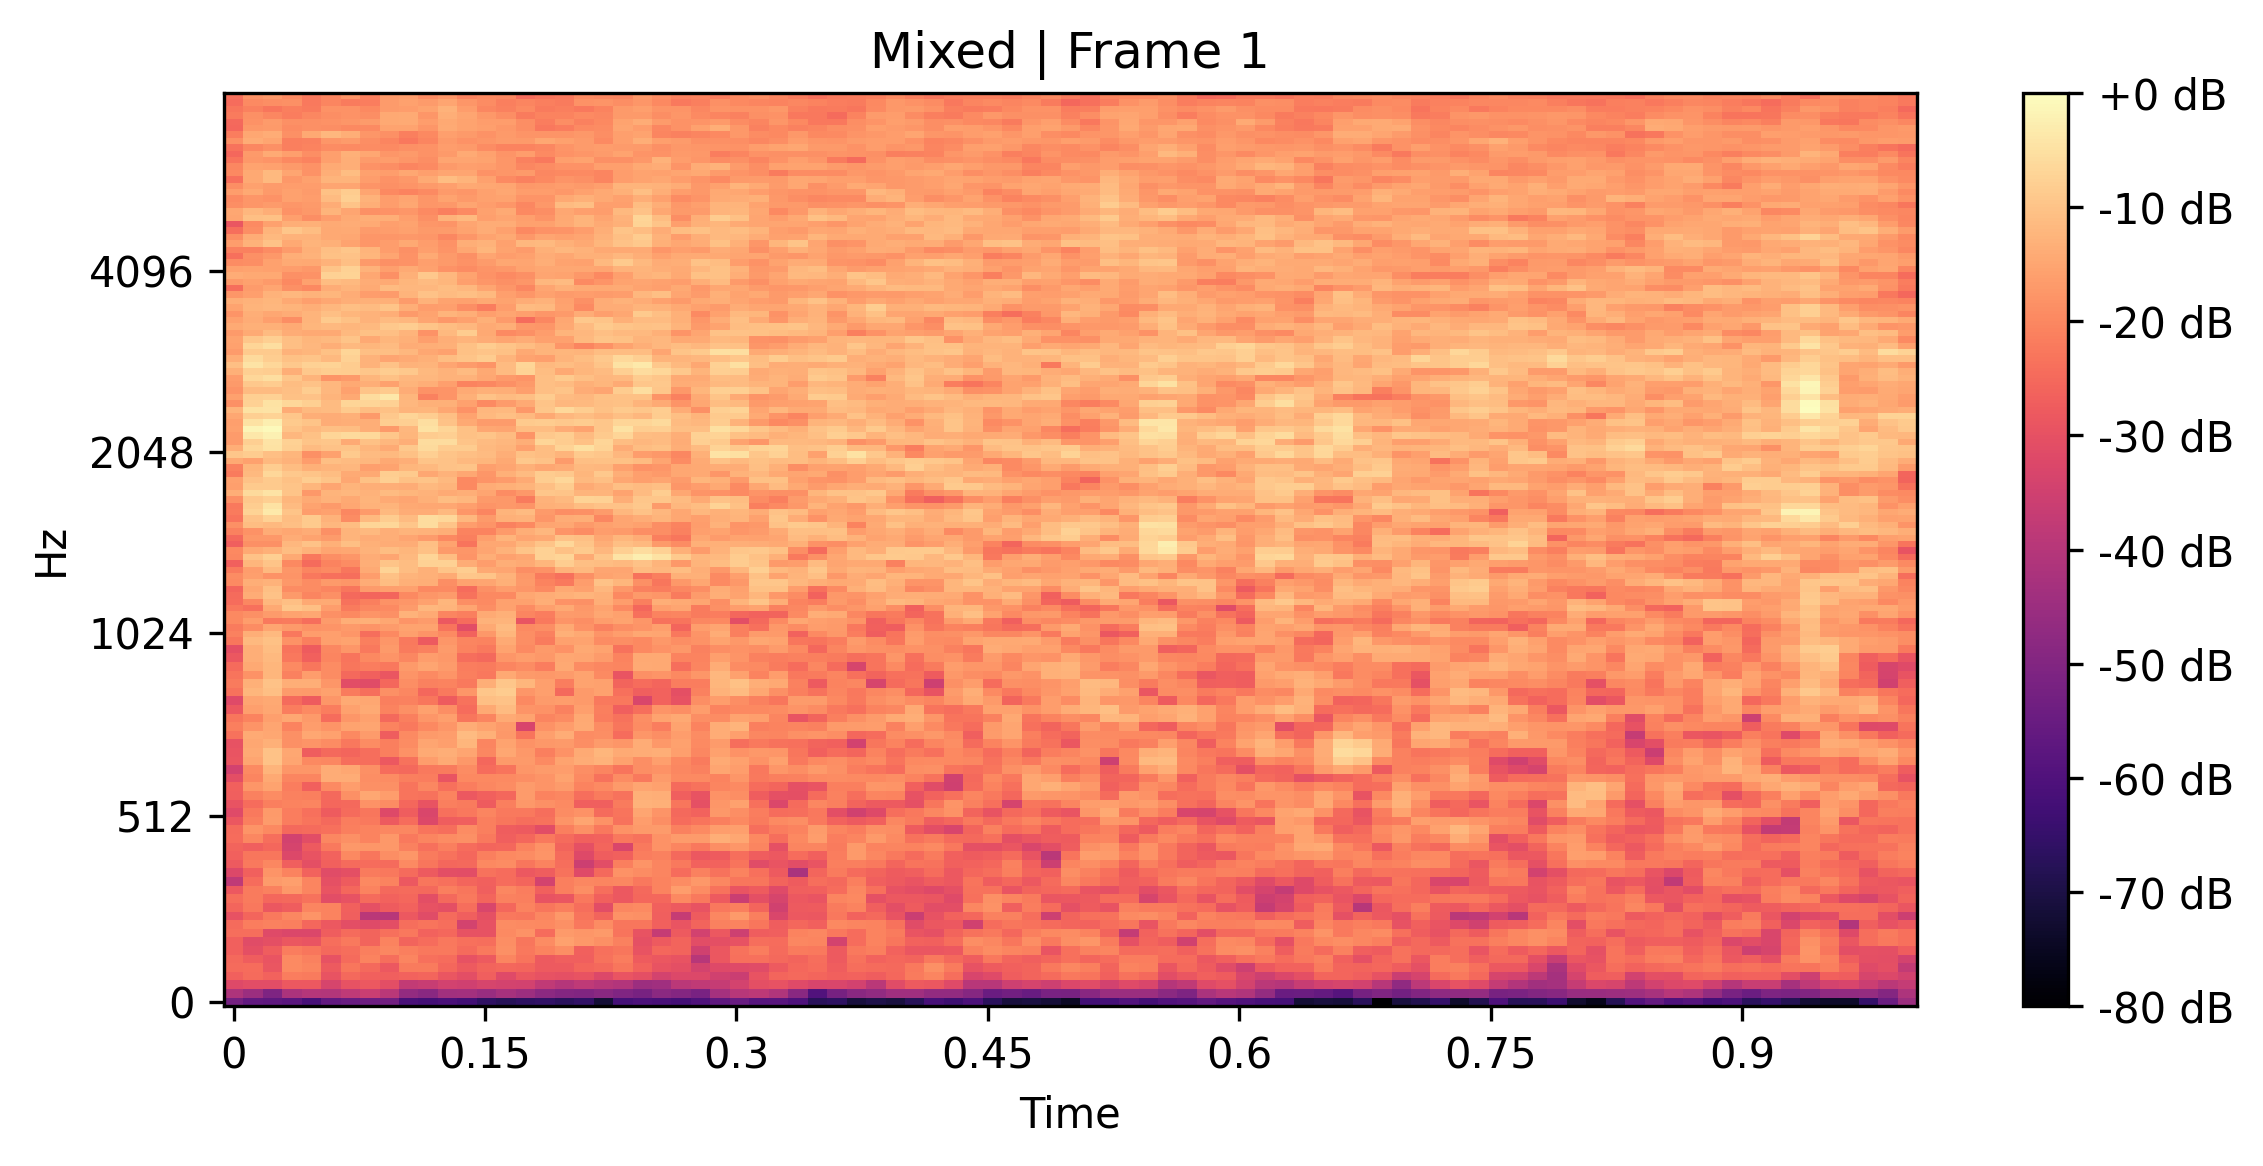 Mixed | Frame 1
Hz
4096
2048
1024
512
0
0 0.15 0.3 0.45 0.6 0.75 0.9
Time
+0 dB
-10 dB
-20 dB
-30 dB
-40 dB
-50 dB
-60 dB
-70 dB
-80 dB